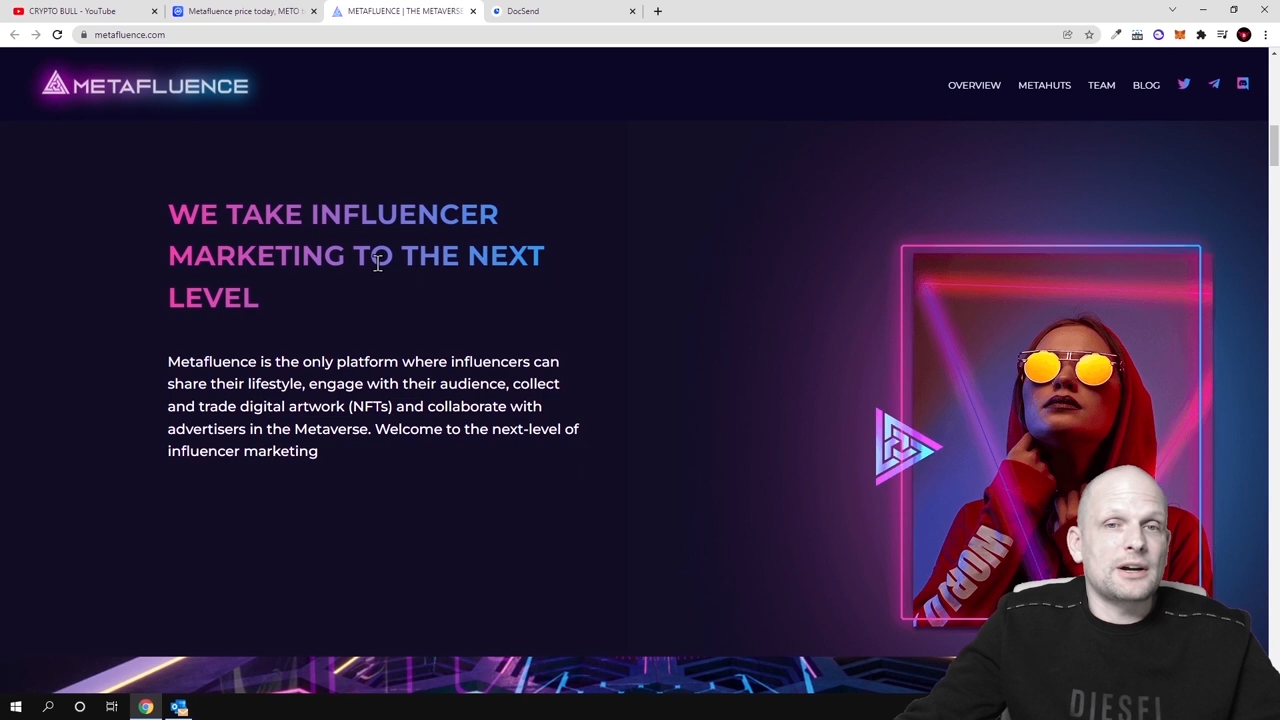 CRYPTO BULL - YouTube
Metafluence price today, METO t
METAFLUENCE | THE METAVERSE
DocSend
metafluence.com
METAFLUENCE
OVERVIEW
METAHUTS
TEAM
BLOG
WE TAKE INFLUENCER
MARKETING TO THE NEXT
LEVEL
Metafluence is the only platform where influencers can
share their lifestyle, engage with their audience, collect
and trade digital artwork (NFTs) and collaborate with
advertisers in the Metaverse. Welcome to the next-level of
influencer marketing
WORLD
DIESEL